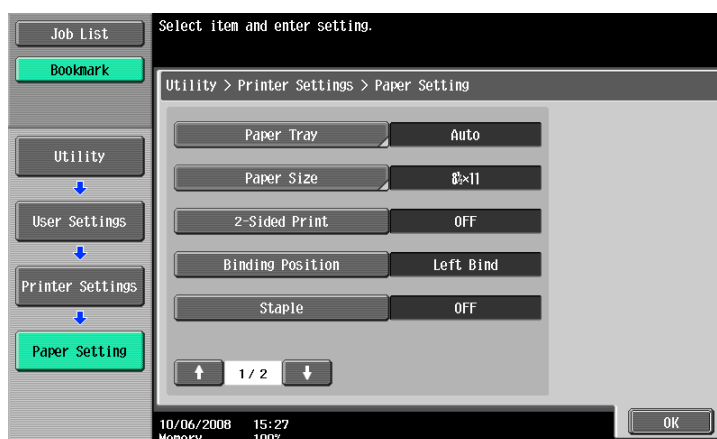 Job List
Bookmark
Select item and enter setting.
Utility > Printer Settings > Paper Setting
Utility
User Settings
Printer Settings
Paper Setting
Paper Tray Auto
Paper Size 8½×11
2-Sided Print OFF
Binding Position Left Bind
Staple OFF
1/ 2
10/06/2008 15:27
Memory 100%
OK